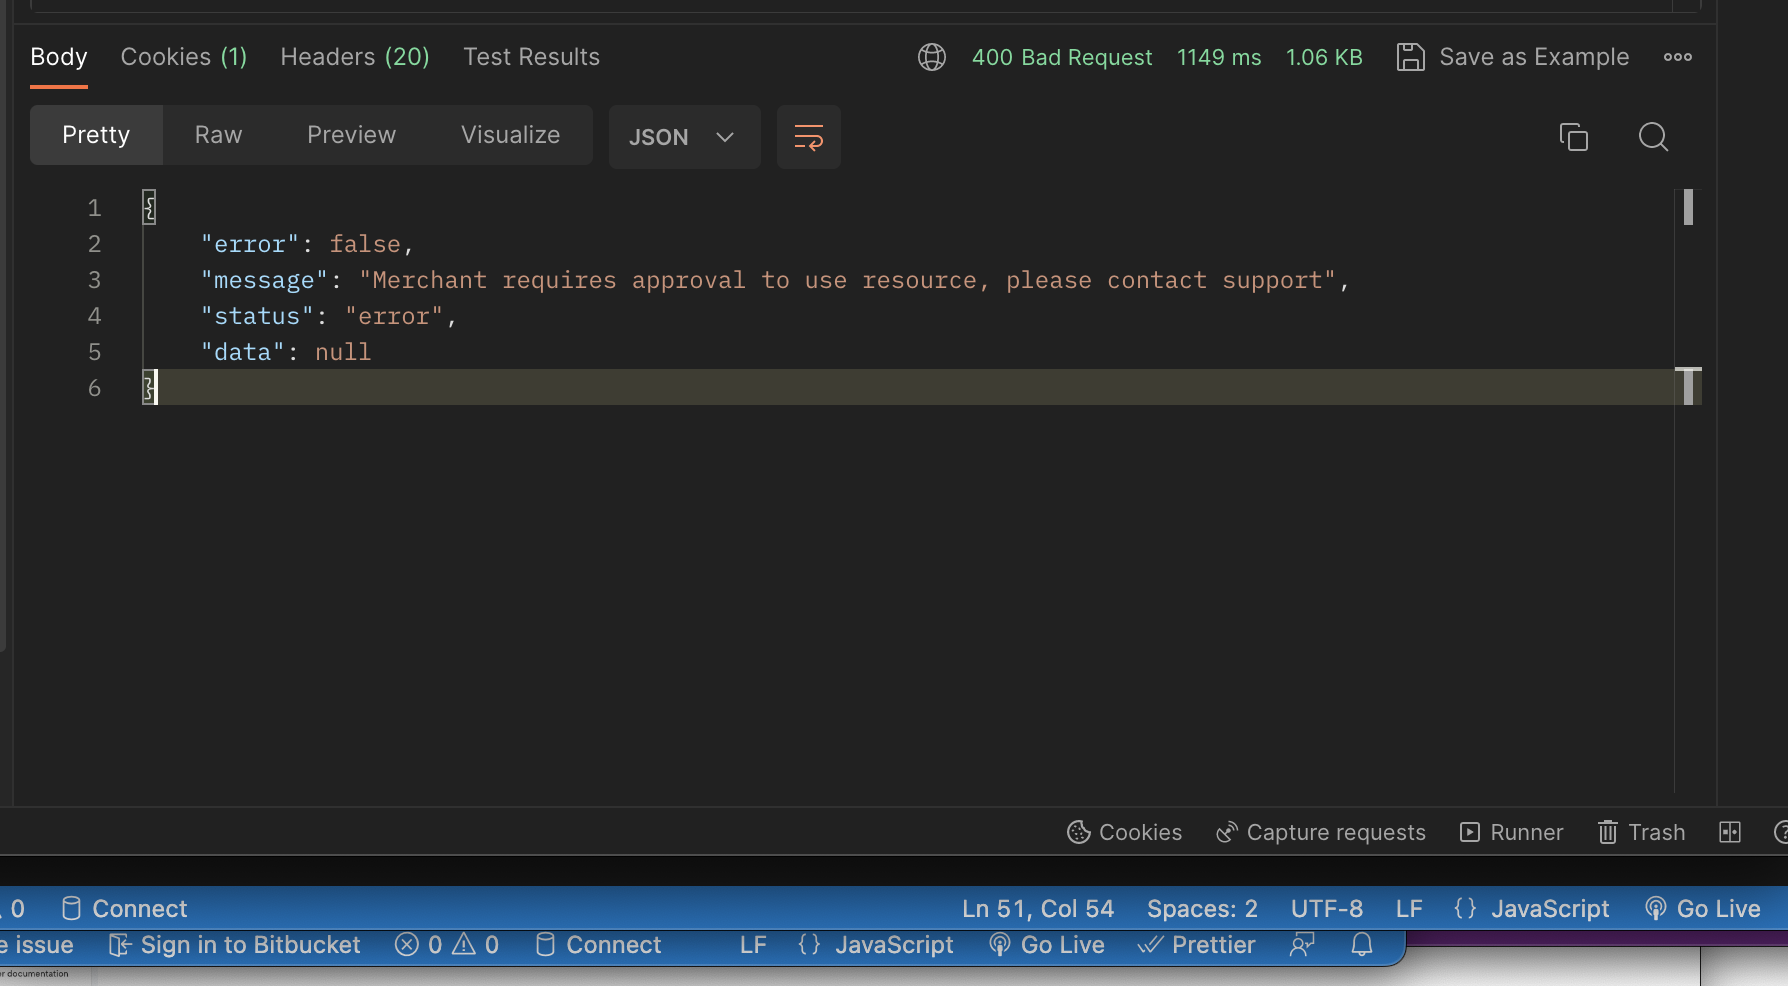 Body Cookies (1) Headers (20) Test Results 400 Bad Request 1149 ms 1.06 KB Save as Example
Pretty Raw Preview Visualize JSON
1 {
2 "error": false,
3 "message": "Merchant requires approval to use resource, please contact support",
4 "status": "error",
5 "data": null
6 }
Cookies Capture requests Runner Trash
0 Connect Ln 51, Col 54 Spaces: 2 UTF-8 LF {} JavaScript Go Live
e issue Sign in to Bitbucket 0 0 Connect LF {} JavaScript Go Live Prettier
er documentation